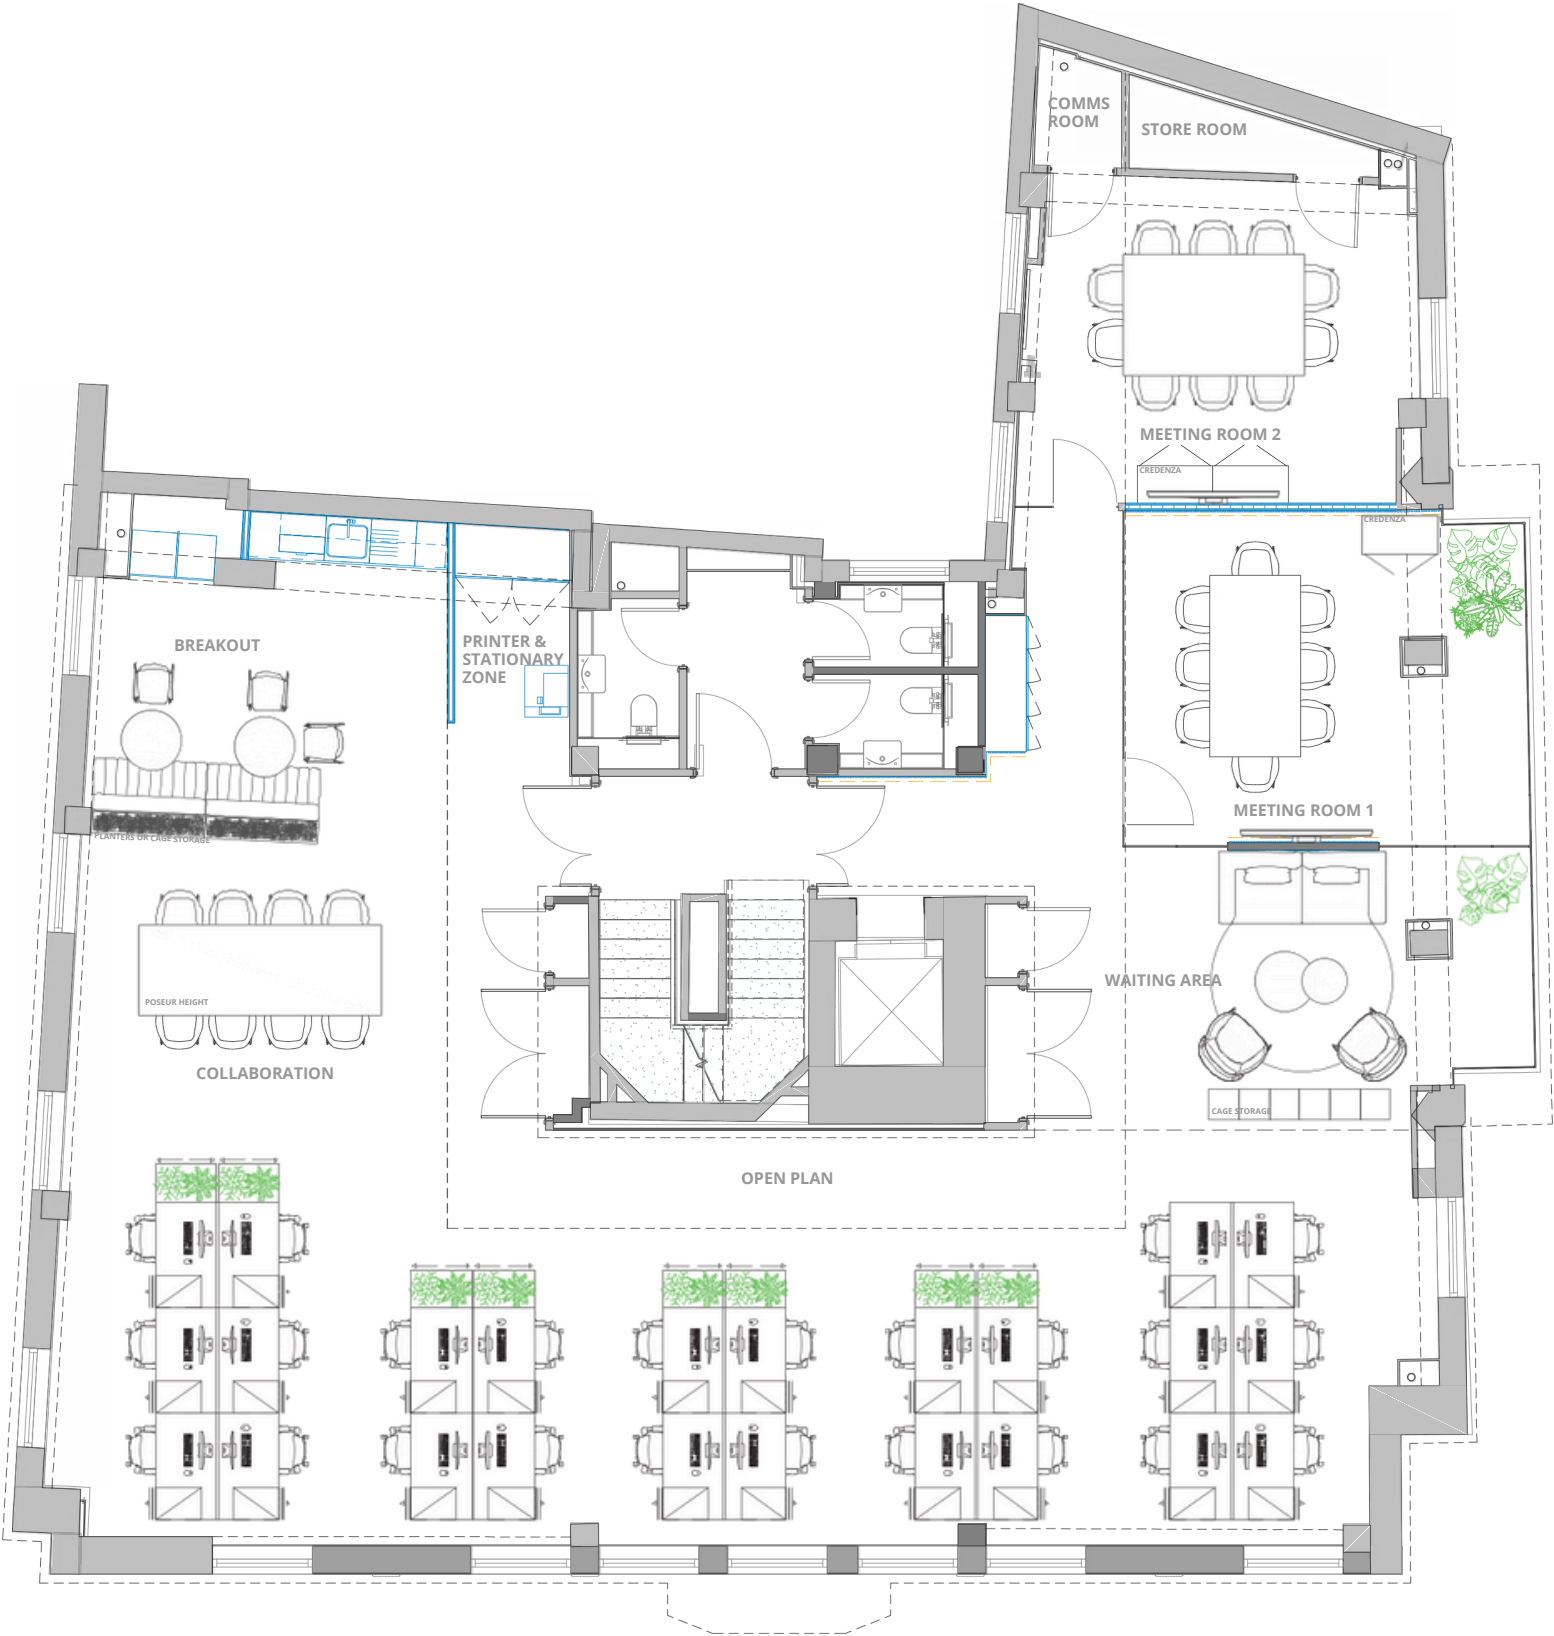 COMMS
ROOM
STORE ROOM
MEETING ROOM 2
CREDENZA
CREDENZA
BREAKOUT
PRINTER &
STATIONARY
ZONE
PLANTERS OR CAGE STORAGE
MEETING ROOM 1
WAITING AREA
POSEUR HEIGHT
COLLABORATION
CAGE STORAGE
OPEN PLAN